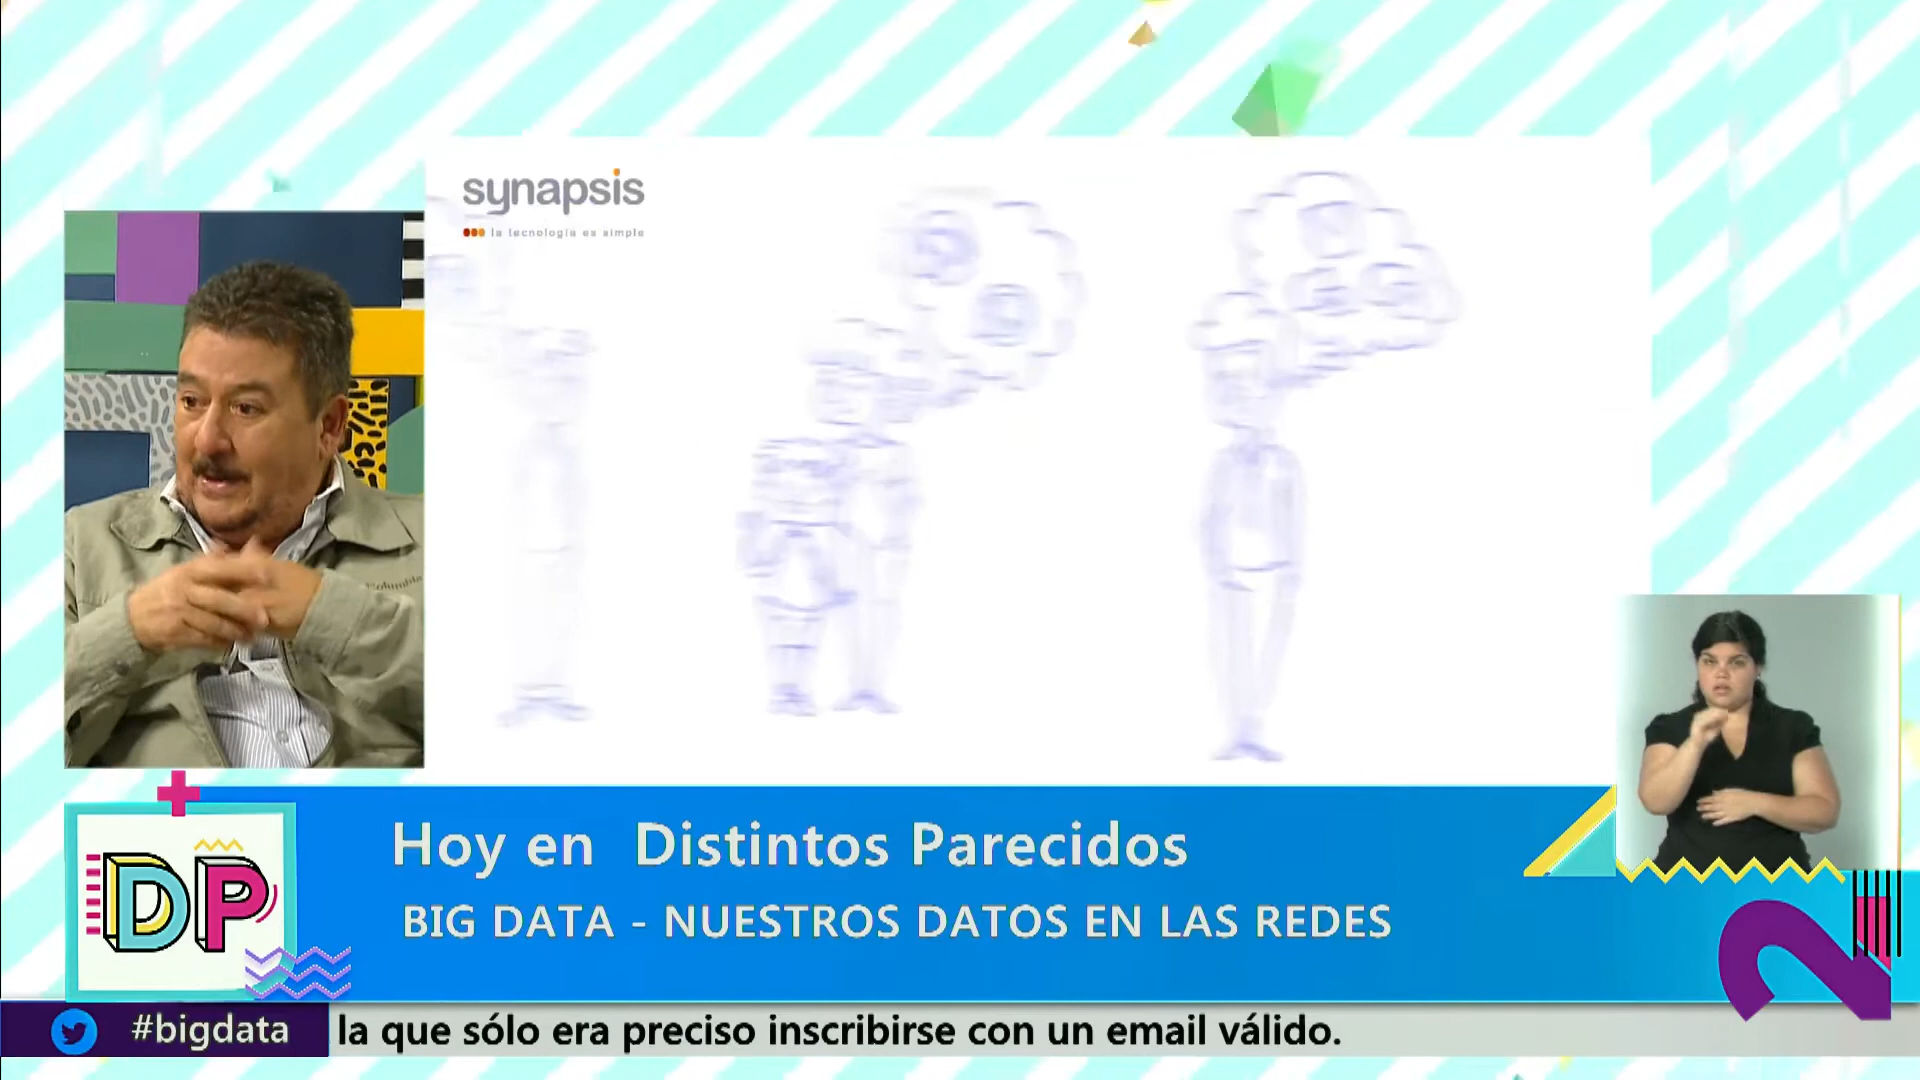 synapsis
la tecnología es simple
Columbia
Hoy en Distintos Parecidos
BIG DATA - NUESTROS DATOS EN LAS REDES
DP
#bigdata
la que sólo era preciso inscribirse con un email válido.